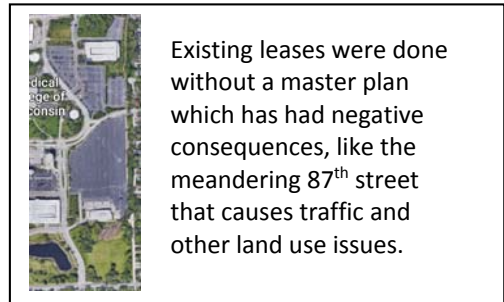 dical
ege of
consin
Existing leases were done
without a master plan
which has had negative
consequences, like the
meandering 87th street
that causes traffic and
other land use issues.